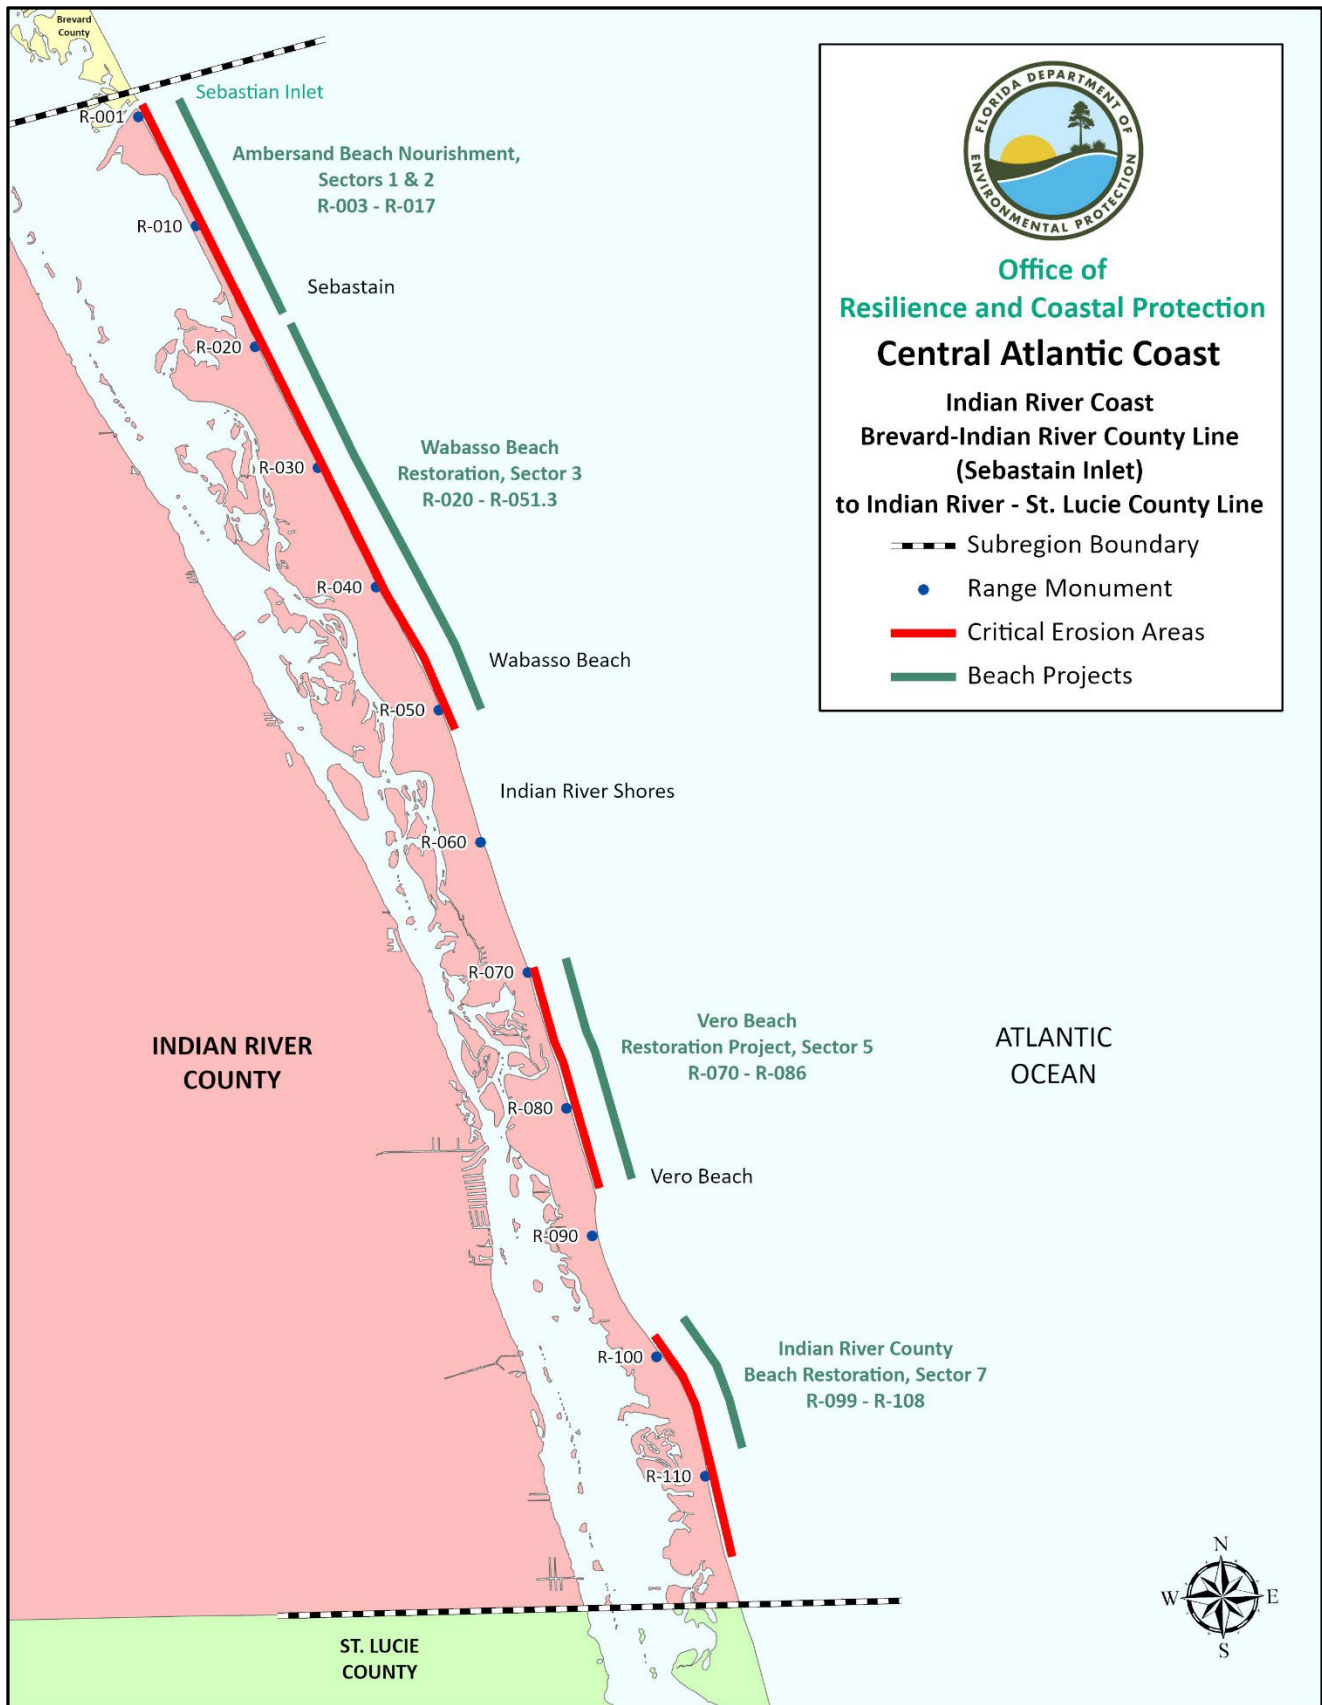 Brevard
County
Sebastian Inlet
R-001
Ambersand Beach Nourishment,
Sectors 1 & 2
R-003 - R-017
R-010
Sebastain
R-020
Wabasso Beach
Restoration, Sector 3
R-020 - R-051.3
R-030
R-040
Wabasso Beach
R-050
Indian River Shores
R-060
R-070
Vero Beach
Restoration Project, Sector 5
R-070 - R-086
INDIAN RIVER
COUNTY
ATLANTIC
OCEAN
R-080
Vero Beach
R-090
R-100
Indian River County
Beach Restoration, Sector 7
R-099 - R-108
R-110
ST. LUCIE
COUNTY
FLORIDA DEPARTMENT OF
ENVIRONMENTAL PROTECTION
Office of
Resilience and Coastal Protection
Central Atlantic Coast
Indian River Coast
Brevard-Indian River County Line
(Sebastain Inlet)
to Indian River - St. Lucie County Line
Subregion Boundary
Range Monument
Critical Erosion Areas
Beach Projects
N
W
E
S